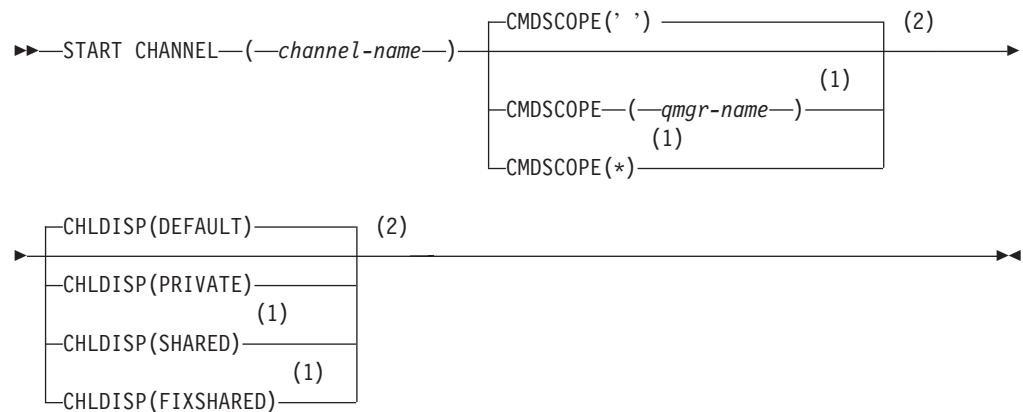 CMDSCOPE(’ ’) (2)
START CHANNEL ( channel-name )
(1)
CMDSCOPE ( qmgr-name )
(1)
CMDSCOPE(*)
CHLDISP(DEFAULT) (2)
CHLDISP(PRIVATE)
(1)
CHLDISP(SHARED)
(1)
CHLDISP(FIXSHARED)